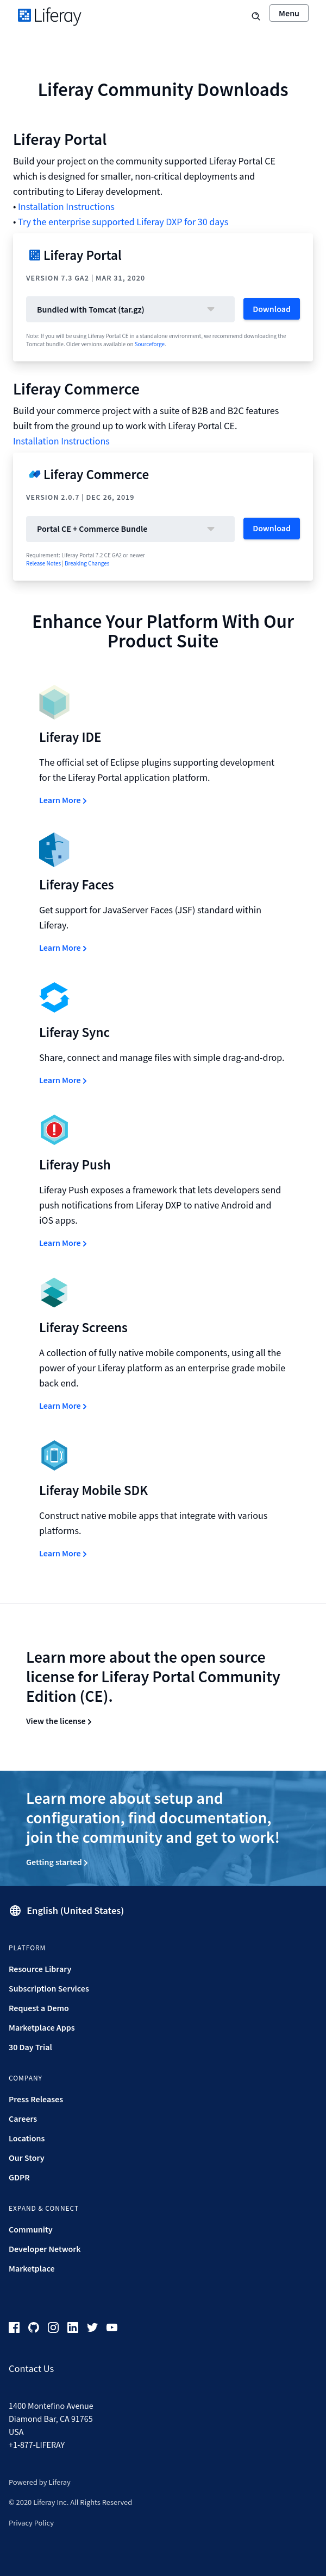 Liferay
Menu
Liferay Community Downloads
Liferay Portal
Build your project on the community supported Liferay Portal CE
which is designed for smaller, non-critical deployments and
contributing to Liferay development.
• Installation Instructions
• Try the enterprise supported Liferay DXP for 30 days
Liferay Portal
VERSION 7.3 GA2 | MAR 31, 2020
Bundled with Tomcat (tar.gz)
Download
Note: If you will be using Liferay Portal CE in a standalone environment, we recommend downloading the
Tomcat bundle. Older versions available on Sourceforge.
Liferay Commerce
Build your commerce project with a suite of B2B and B2C features
built from the ground up to work with Liferay Portal CE.
Installation Instructions
Liferay Commerce
VERSION 2.0.7 | DEC 26, 2019
Portal CE + Commerce Bundle
Download
Requirement: Liferay Portal 7.2 CE GA2 or newer
Release Notes | Breaking Changes
Enhance Your Platform With Our
Product Suite
Liferay IDE
The official set of Eclipse plugins supporting development
for the Liferay Portal application platform.
Learn More
Liferay Faces
Get support for JavaServer Faces (JSF) standard within
Liferay.
Learn More
Liferay Sync
Share, connect and manage files with simple drag-and-drop.
Learn More
Liferay Push
Liferay Push exposes a framework that lets developers send
push notifications from Liferay DXP to native Android and
iOS apps.
Learn More
Liferay Screens
A collection of fully native mobile components, using all the
power of your Liferay platform as an enterprise grade mobile
back end.
Learn More
Liferay Mobile SDK
Construct native mobile apps that integrate with various
platforms.
Learn More
Learn more about the open source
license for Liferay Portal Community
Edition (CE).
View the license
Learn more about setup and
configuration, find documentation,
join the community and get to work!
Getting started
English (United States)
PLATFORM
Resource Library
Subscription Services
Request a Demo
Marketplace Apps
30 Day Trial
COMPANY
Press Releases
Careers
Locations
Our Story
GDPR
EXPAND & CONNECT
Community
Developer Network
Marketplace
Contact Us
1400 Montefino Avenue
Diamond Bar, CA 91765
USA
+1-877-LIFERAY
Powered by Liferay
© 2020 Liferay Inc. All Rights Reserved
Privacy Policy